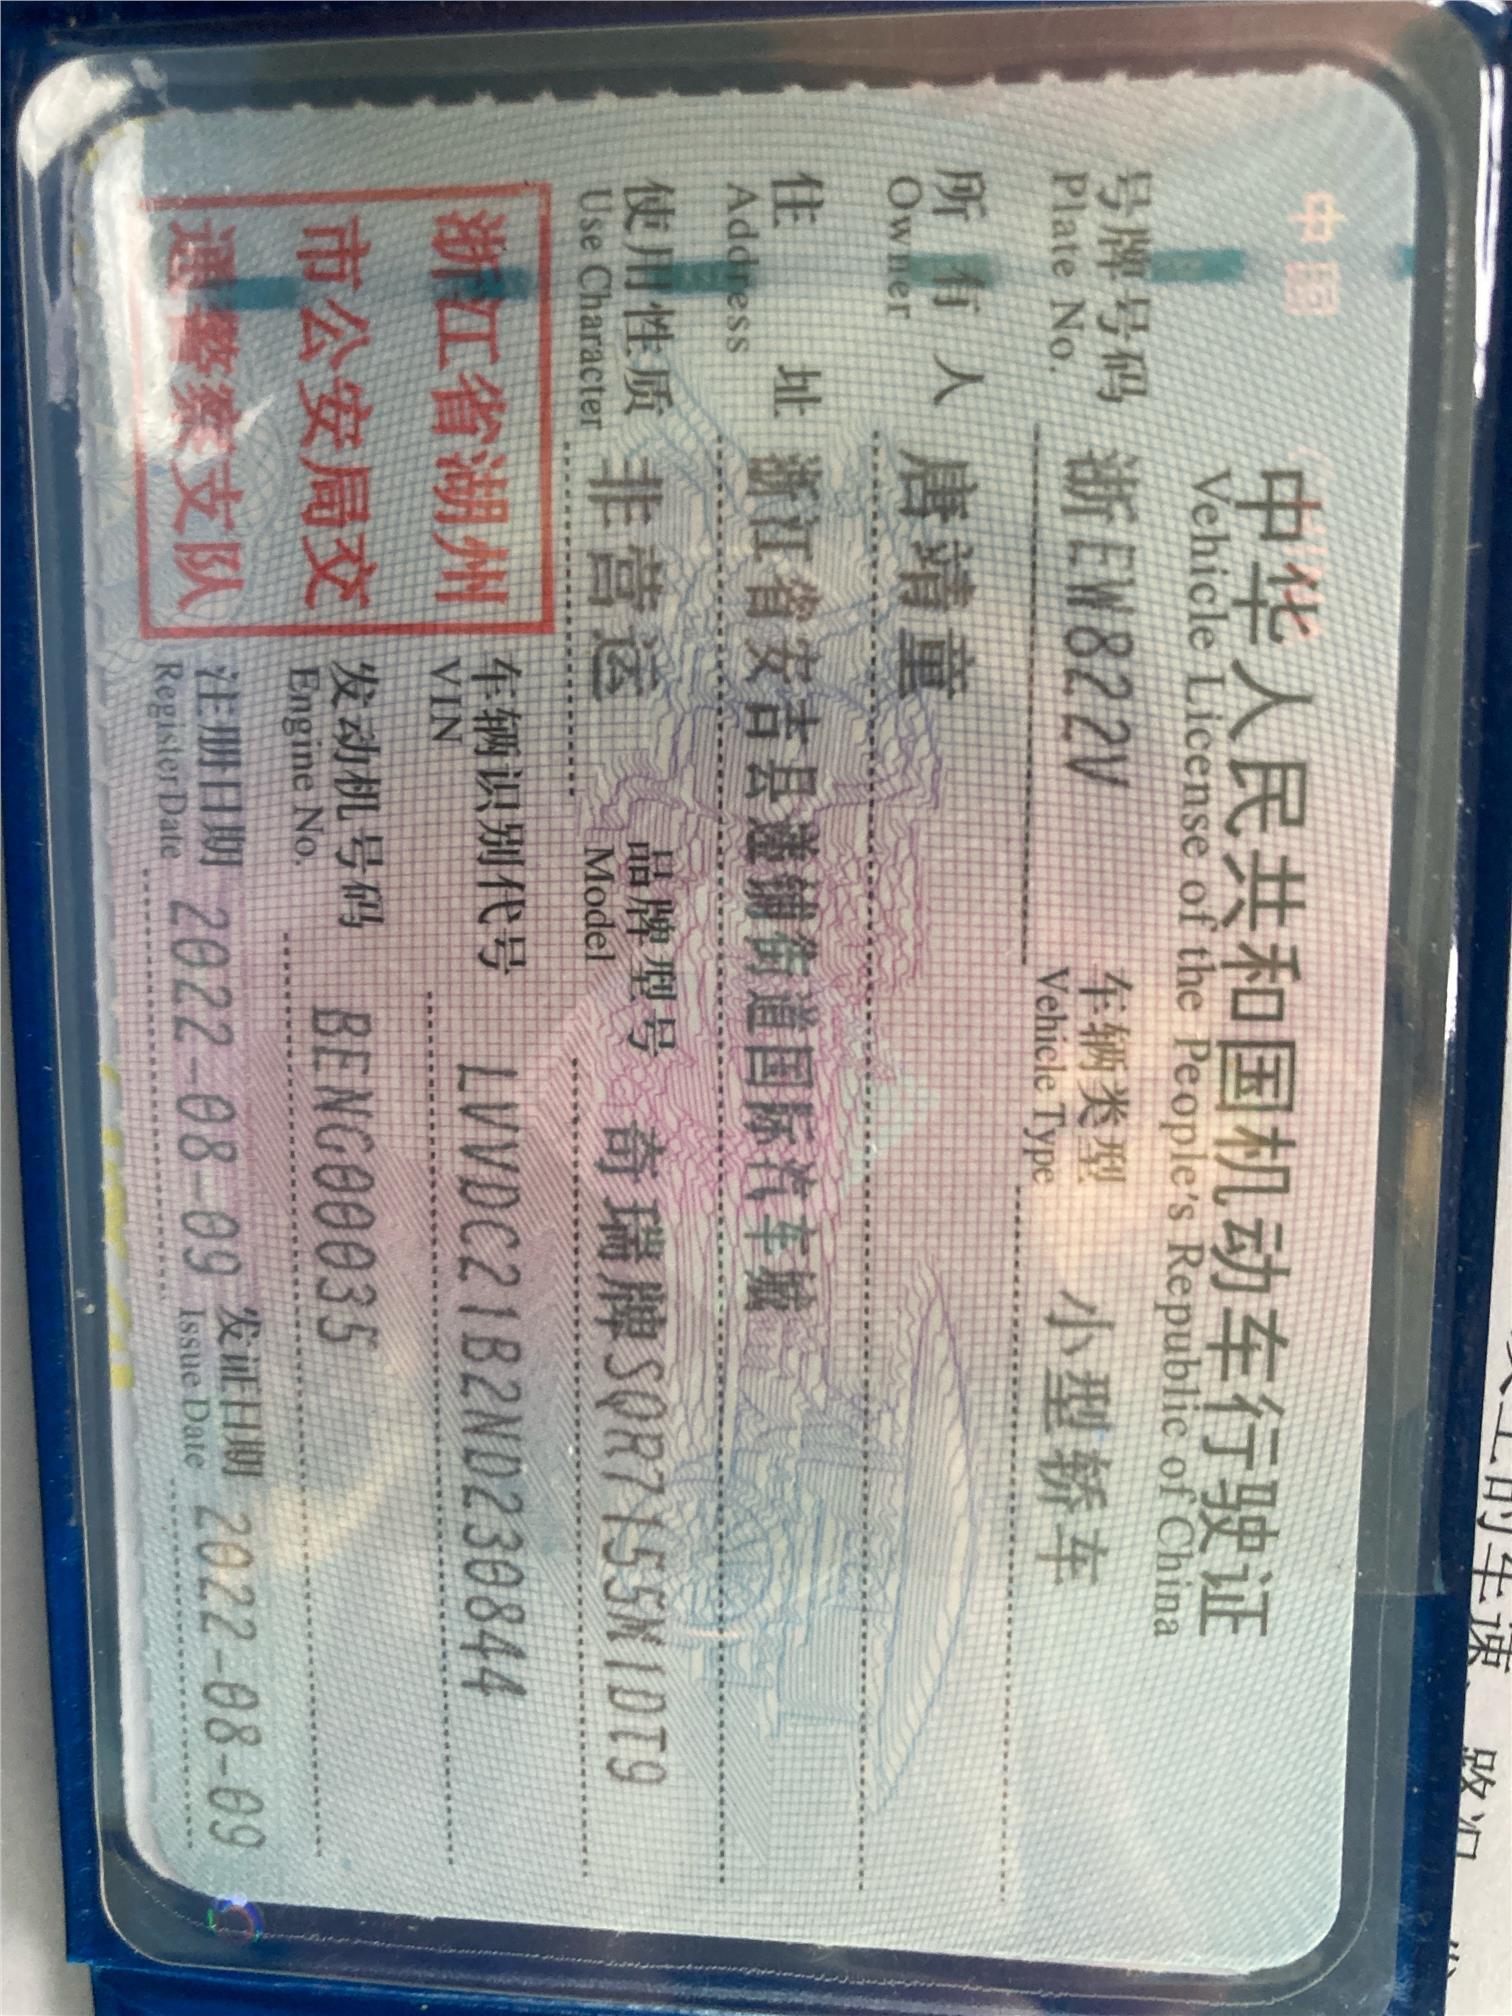 中国
中华人民共和国机动车行驶证
Vehicle License of the People's Republic of China
号牌号码 浙EW822V 车辆类型 小型轿车
Plate No. Vehicle Type
所有人 唐靖童
Owner
住址 浙江省安吉县递铺街道国际汽车城
Address
使用性质 非营运 品牌型号 奇瑞牌SQR7155N1DT9
Use Character Model
浙江省湖州
市公安局交
通警察支队
车辆识别代号 LVVDC21B2ND230844
VIN
发动机号码 BENG00035
Engine No.
注册日期 2022-08-09 发证日期 2022-08-09
Register Date Issue Date